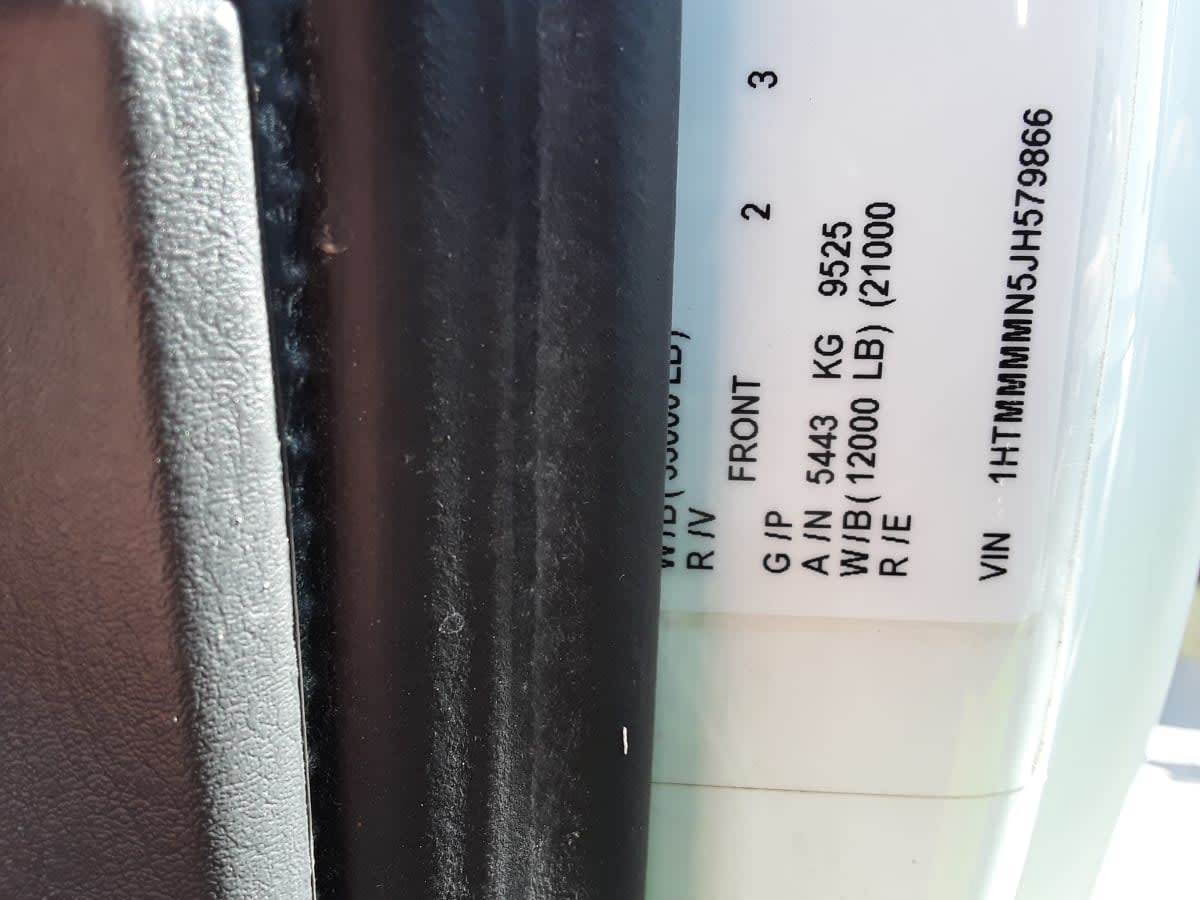 R /V
FRONT 2 3
G /P
A /N 5443 KG 9525
W/B( 12000 LB) (21000
R /E
VIN 1HTMMMMN5JH579866